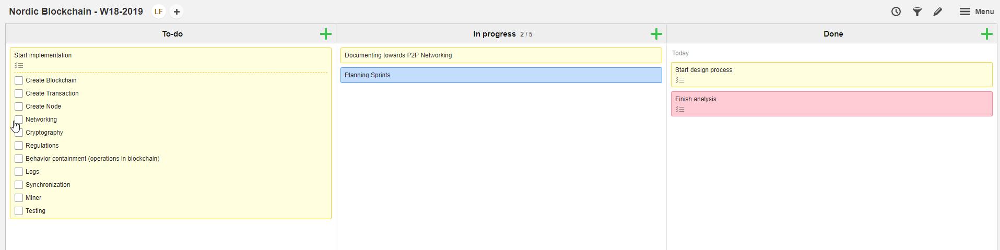 Nordic Blockchain - W18-2019 LF Menu
To-do
Start implementation
Create Blockchain
Create Transaction
Create Node
Networking
Cryptography
Regulations
Behavior containment (operations in blockchain)
Logs
Synchronization
Miner
Testing
In progress 2 / 5
Documenting towards P2P Networking
Planning Sprints
Done
Today
Start design process
Finish analysis